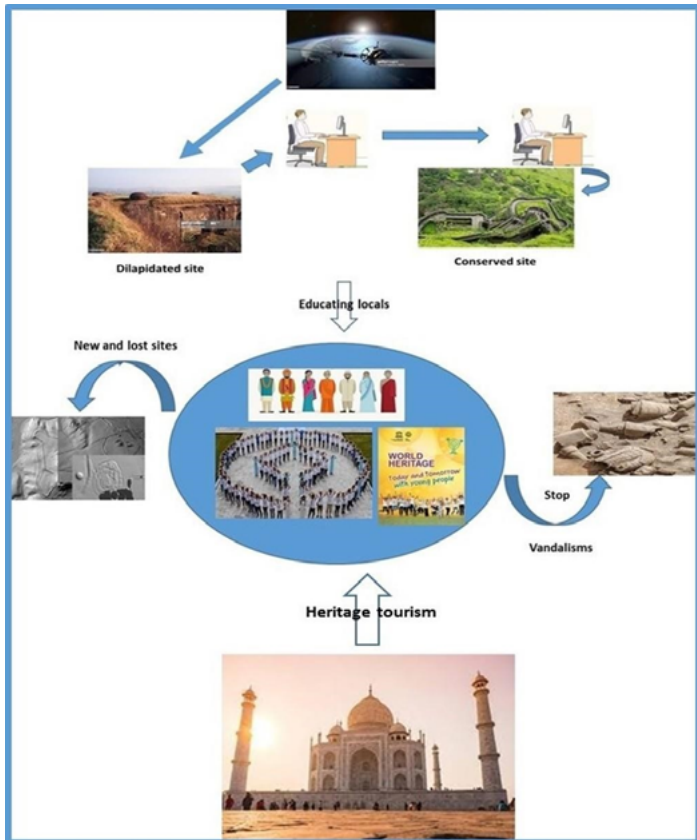 Dilapidated site
Conserved site
Educating locals
New and lost sites
WORLD
HERITAGE
Today and tomorrow
with young people
Stop
Vandalisms
Heritage tourism